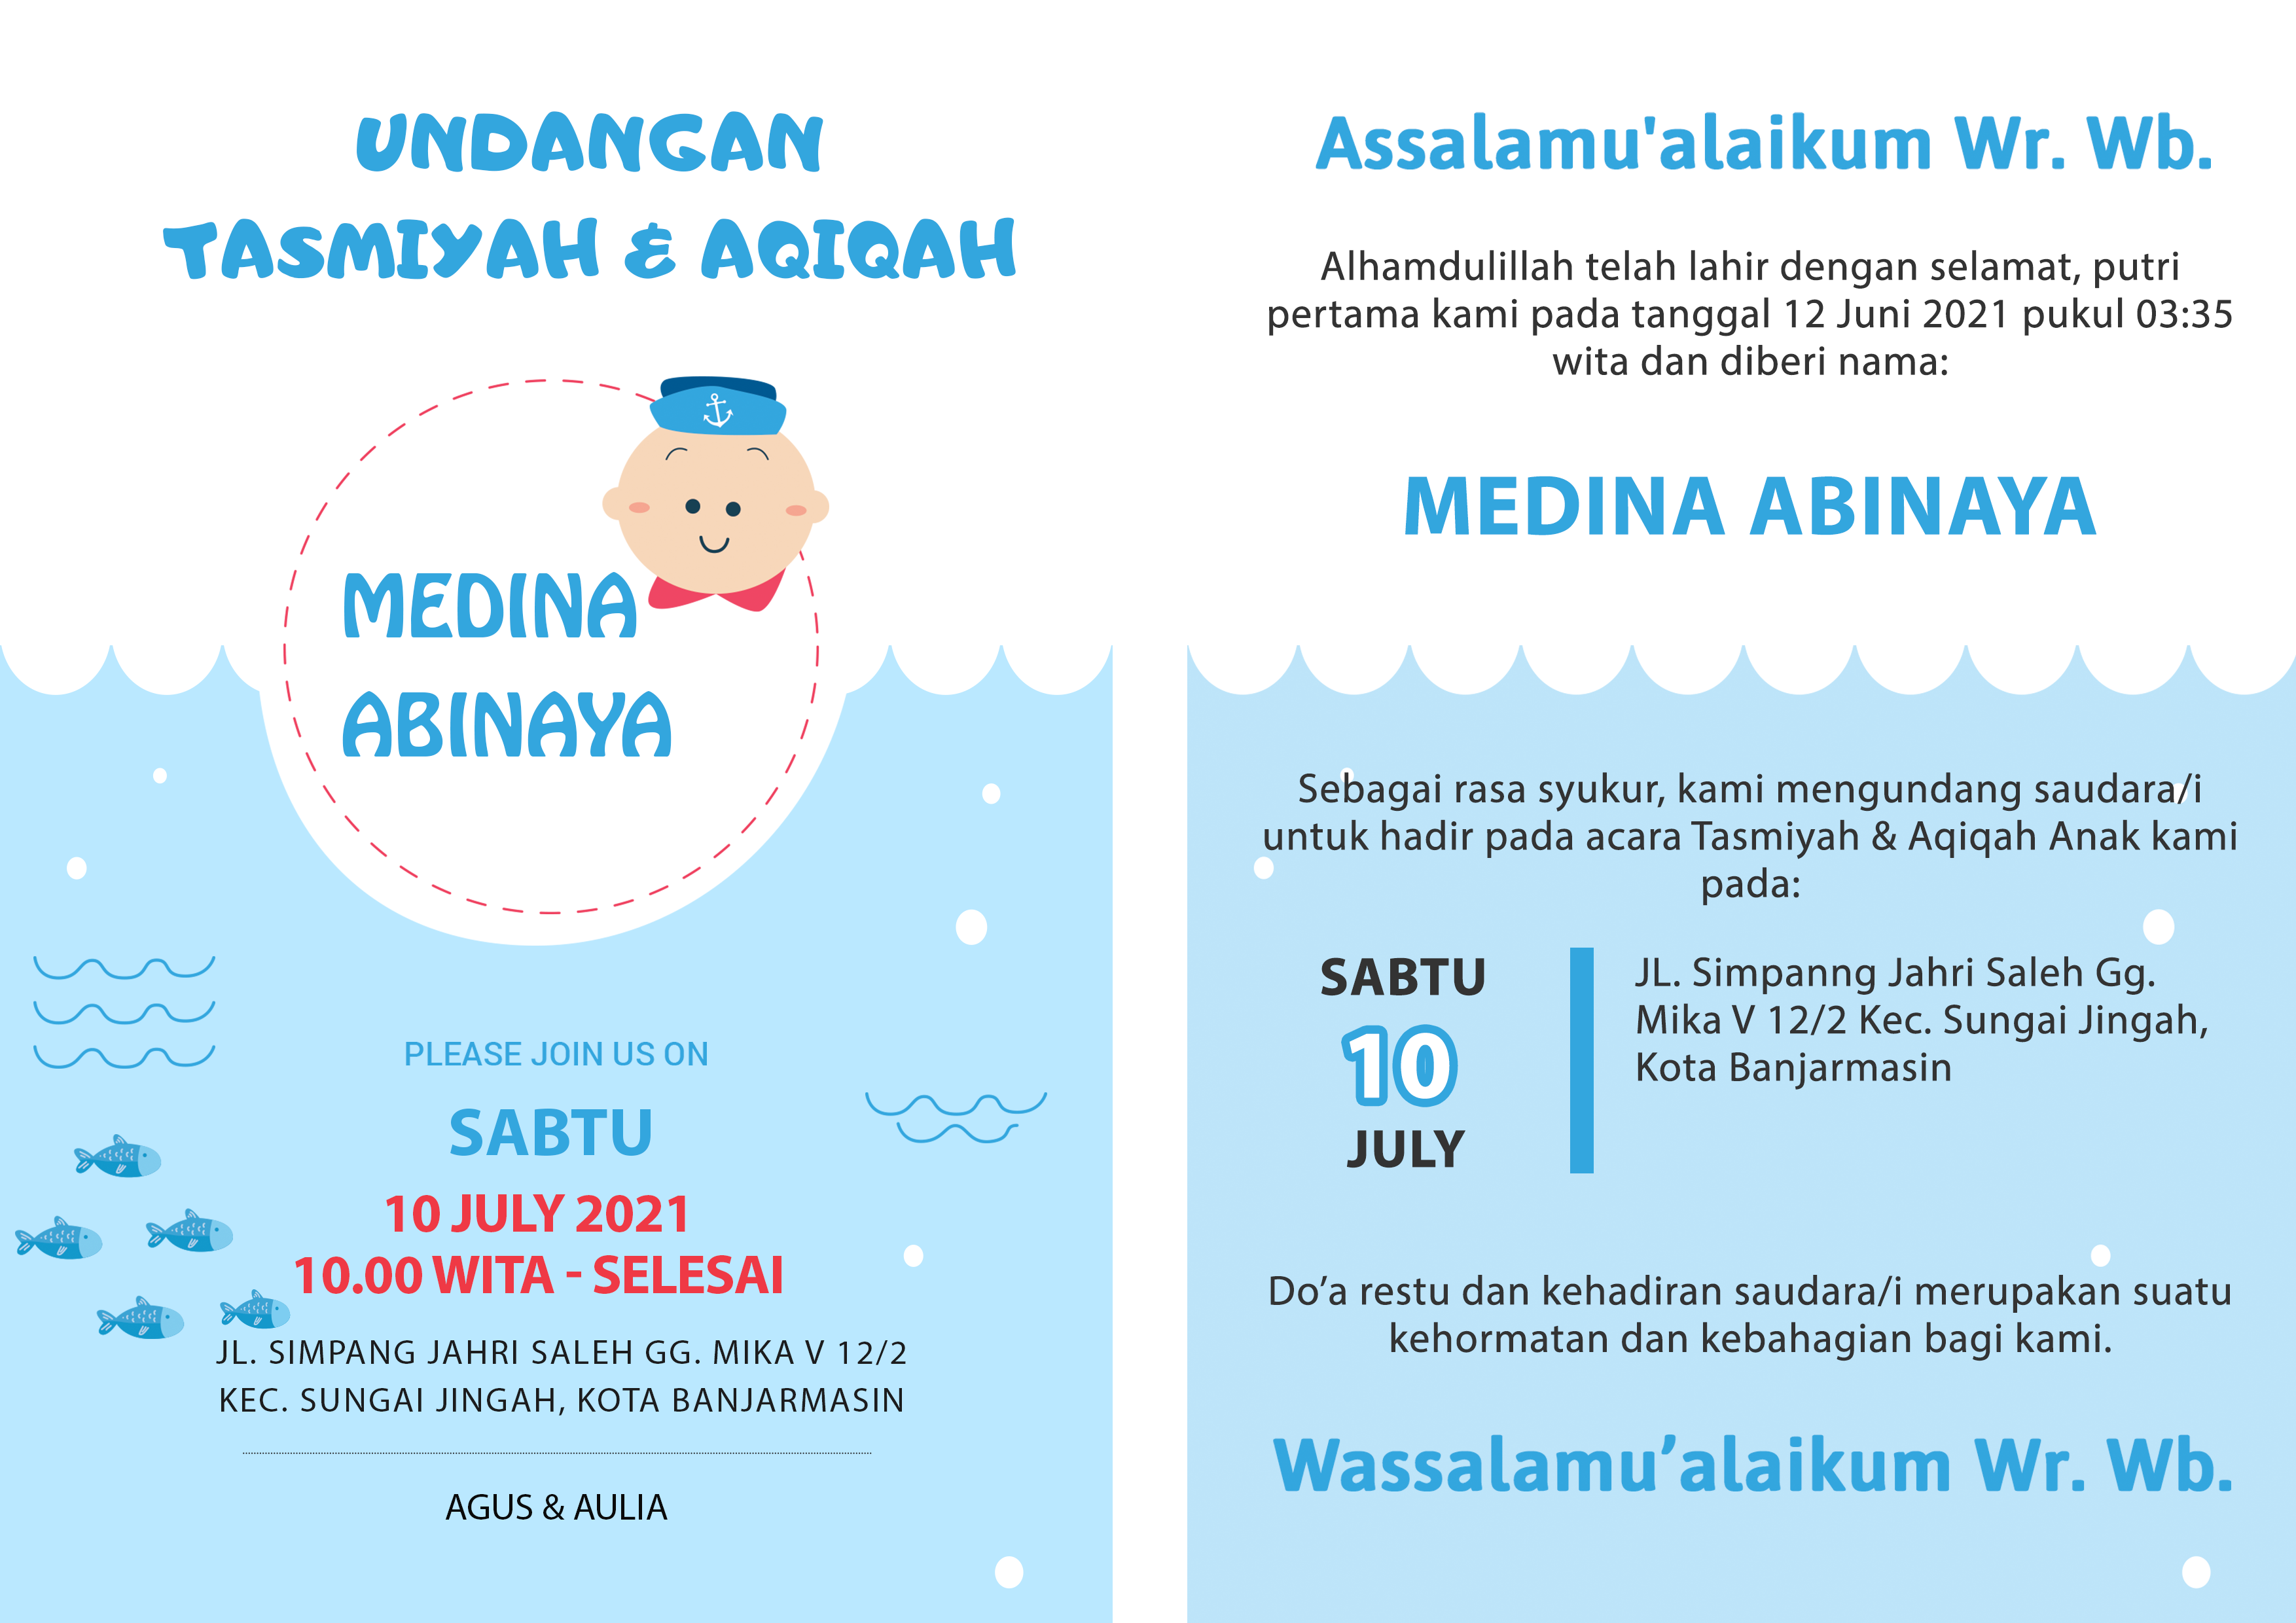 UNDANGAN
TASMIYAH & AQIQAH
MEDINA
ABINAYA
PLEASE JOIN US ON
SABTU
10 JULY 2021
10.00 WITA - SELESAI
JL. SIMPANG JAHRI SALEH GG. MIKA V 12/2
KEC. SUNGAI JINGAH, KOTA BANJARMASIN
AGUS & AULIA
Assalamu'alaikum Wr. Wb.
Alhamdulillah telah lahir dengan selamat, putri
pertama kami pada tanggal 12 Juni 2021 pukul 03:35
wita dan diberi nama:
MEDINA ABINAYA
Sebagai rasa syukur, kami mengundang saudara/i
untuk hadir pada acara Tasmiyah & Aqiqah Anak kami
pada:
SABTU
10
JULY
JL. Simpanng Jahri Saleh Gg.
Mika V 12/2 Kec. Sungai Jingah,
Kota Banjarmasin
Do’a restu dan kehadiran saudara/i merupakan suatu
kehormatan dan kebahagian bagi kami.
Wassalamu’alaikum Wr. Wb.